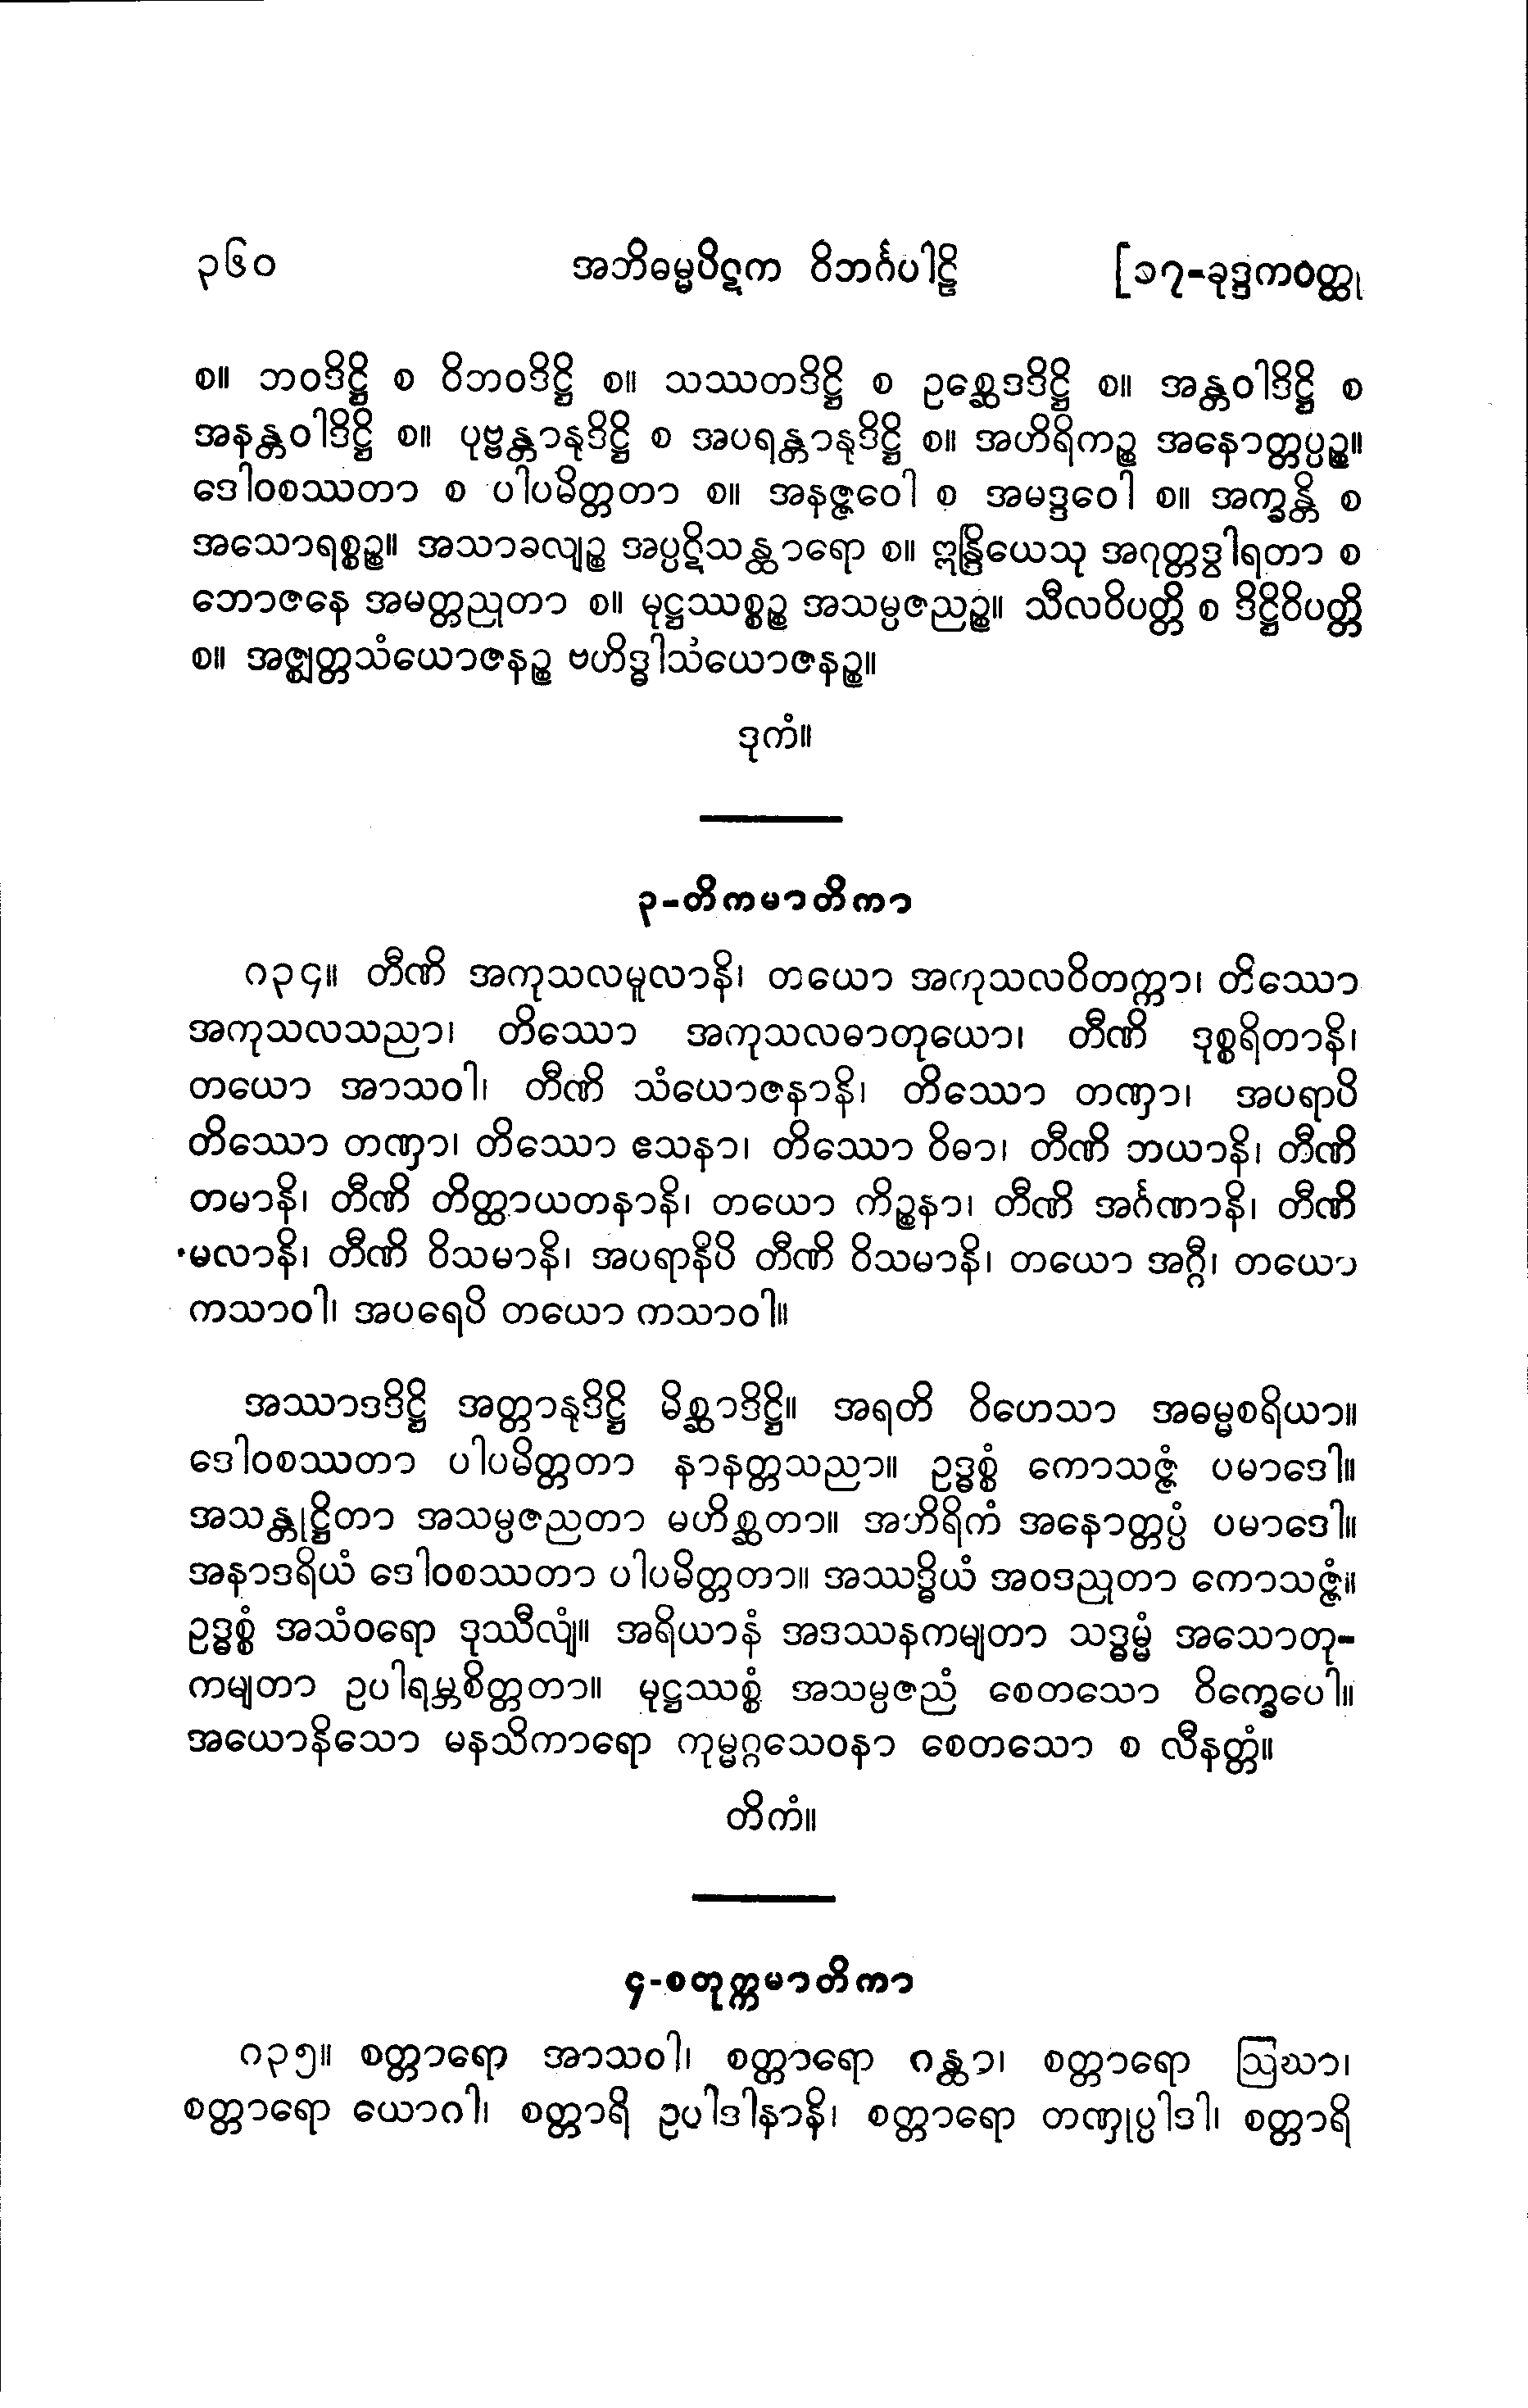 ၃၆၀ အဘိဓမ္မပိဋက ဝိဘင်္ဂပါဠိ [၁၇-ခုဒ္ဒကဝတ္ထု
စ။ ဘဝဒိဋ္ဌိ စ ဝိဘဝဒိဋ္ဌိ စ။ သဿတဒိဋ္ဌိ စ ဥစ္ဆေဒဒိဋ္ဌိ စ။ အန္တဝါဒိဋ္ဌိ စ
အနန္တဝါဒိဋ္ဌိ စ။ ပုဗ္ဗန္တာနုဒိဋ္ဌိ စ အပရန္တာနုဒိဋ္ဌိ စ။ အဟိရိကဉ္စ အနောတ္တပ္ပဉ္စ။
ဒေါဝစဿတာ စ ပါပမိတ္တတာ စ။ အနဇ္ဇဝေါ စ အမဒ္ဒဝေါ စ။ အက္ခန္တိ စ
အသောရစ္စဉ္စ။ အသာခလျဉ္စ အပ္ပဋိသန္ထာရော စ။ ဣန္ဒြိယေသု အဂုတ္တဒွါရတာ စ
ဘောဇနေ အမတ္တညုတာ စ။ မုဋ္ဌဿစ္စဉ္စ အသမ္ပဇညဉ္စ။ သီလဝိပတ္တိ စ ဒိဋ္ဌိဝိပတ္တိ
စ။ အဇ္ဈတ္တသံယောဇနဉ္စ ဗဟိဒ္ဓါသံယောဇနဉ္စ။
ဒုကံ။
၃-တိကမာတိကာ
၈၃၄။ တီဏိ အကုသလမူလာနိ၊ တယော အကုသလဝိတက္ကာ၊ တိဿော
အကုသလသညာ၊ တိဿော အကုသလဓာတုယော၊ တီဏိ ဒုစ္စရိတာနိ၊
တယော အာသဝါ၊ တီဏိ သံယောဇနာနိ၊ တိဿော တဏှာ၊ အပရာပိ
တိဿော တဏှာ၊ တိဿော ဧသနာ၊ တိဿော ဝိဓာ၊ တီဏိ ဘယာနိ၊ တီဏိ
တမာနိ၊ တီဏိ တိတ္ထာယတနာနိ၊ တယော ကိဉ္စနာ၊ တီဏိ အင်္ဂဏာနိ၊ တီဏိ
မလာနိ၊ တီဏိ ဝိသမာနိ၊ အပရာနိပိ တီဏိ ဝိသမာနိ၊ တယော အဂ္ဂီ၊ တယော
ကသာဝါ၊ အပရေပိ တယော ကသာဝါ။
အဿာဒဒိဋ္ဌိ အတ္တာနုဒိဋ္ဌိ မိစ္ဆာဒိဋ္ဌိ။ အရတိ ဝိဟေသာ အဓမ္မစရိယာ။
ဒေါဝစဿတာ ပါပမိတ္တတာ နာနတ္တသညာ။ ဥဒ္ဓစ္စံ ကောသဇ္ဇံ ပမာဒေါ။
အသန္တုဋ္ဌိတာ အသမ္ပဇညတာ မဟိစ္ဆတာ။ အဟိရိကံ အနောတ္တပ္ပံ ပမာဒေါ။
အနာဒရိယံ ဒေါဝစဿတာ ပါပမိတ္တတာ။ အဿဒ္ဓိယံ အဝဒညုတာ ကောသဇ္ဇံ။
ဥဒ္ဓစ္စံ အသံဝရော ဒုဿီလျံ။ အရိယာနံ အဒဿနကမျတာ သဒ္ဓမ္မံ အသောတု-
ကမျတာ ဥပါရမ္ဘစိတ္တတာ။ မုဋ္ဌဿစ္စံ အသမ္ပဇညံ စေတသော ဝိက္ခေပေါ။
အယောနိသော မနသိကာရော ကုမ္မဂ္ဂသေဝနာ စေတသော စ လီနတ္တံ။
တိကံ။
၄-စတုက္ကမာတိကာ
၈၃၅။ စတ္တာရော အာသဝါ၊ စတ္တာရော ဂန္ထာ၊ စတ္တာရော ဩဃာ၊
စတ္တာရော ယောဂါ၊ စတ္တာရိ ဥပါဒါနာနိ၊ စတ္တာရော တဏှုပ္ပါဒါ၊ စတ္တာရိ